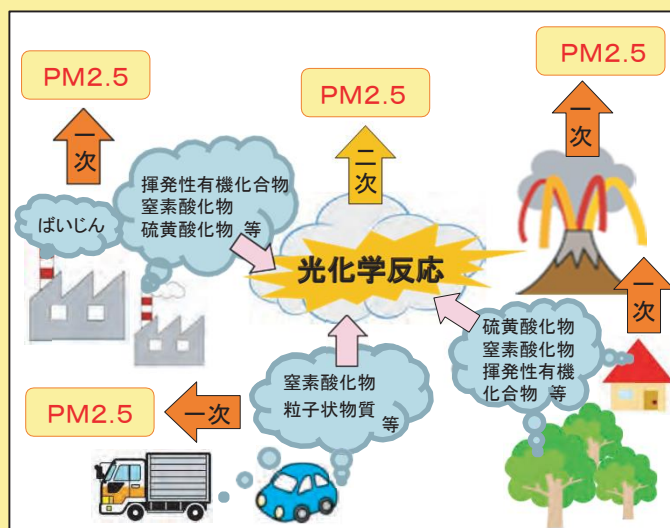 PM2.5
一次
ばいじん
揮発性有機化合物
窒素酸化物
硫黄酸化物 等
PM2.5
二次
光化学反応
PM2.5
一次
一次
硫黄酸化物
窒素酸化物
揮発性有機
化合物 等
窒素酸化物
粒子状物質
等
PM2.5
一次